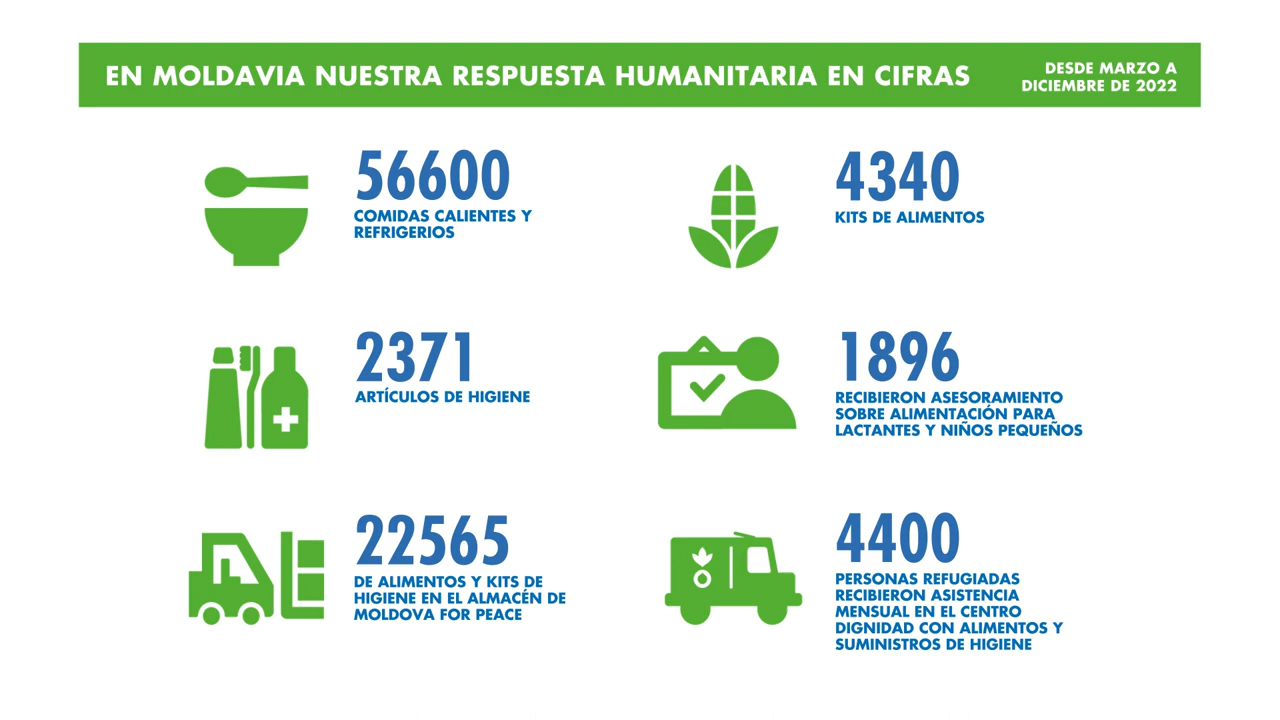 EN MOLDAVIA NUESTRA RESPUESTA HUMANITARIA EN CIFRAS
DESDE MARZO A
DICIEMBRE DE 2022
56600
COMIDAS CALIENTES Y
REFRIGERIOS
4340
KITS DE ALIMENTOS
2371
ARTÍCULOS DE HIGIENE
1896
RECIBIERON ASESORAMIENTO
SOBRE ALIMENTACIÓN PARA
LACTANTES Y NIÑOS PEQUEÑOS
22565
DE ALIMENTOS Y KITS DE
HIGIENE EN EL ALMACÉN DE
MOLDOVA FOR PEACE
4400
PERSONAS REFUGIADAS
RECIBIERON ASISTENCIA
MENSUAL EN EL CENTRO
DIGNIDAD CON ALIMENTOS Y
SUMINISTROS DE HIGIENE